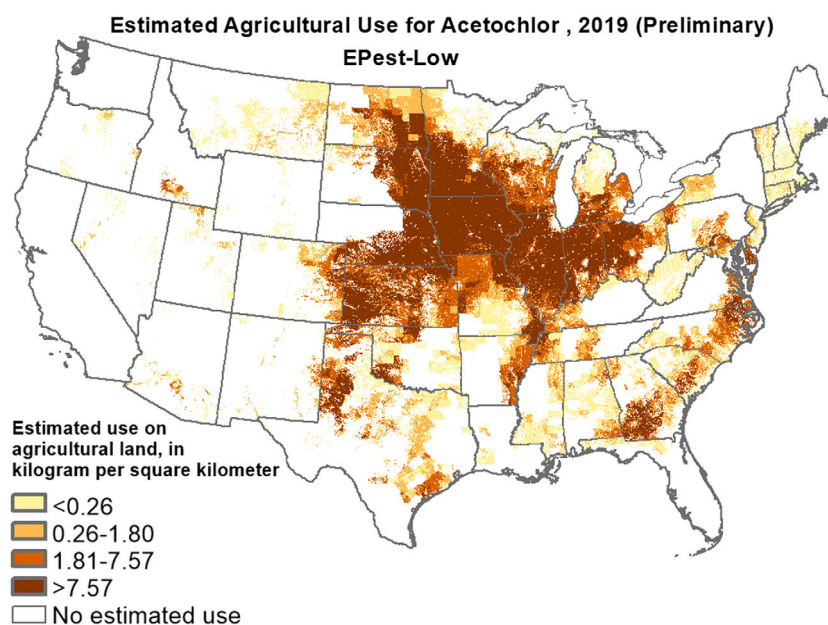 Estimated Agricultural Use for Acetochlor , 2019 (Preliminary)
EPest-Low
Estimated use on
agricultural land, in
kilogram per square kilometer
<0.26
0.26-1.80
1.81-7.57
>7.57
No estimated use